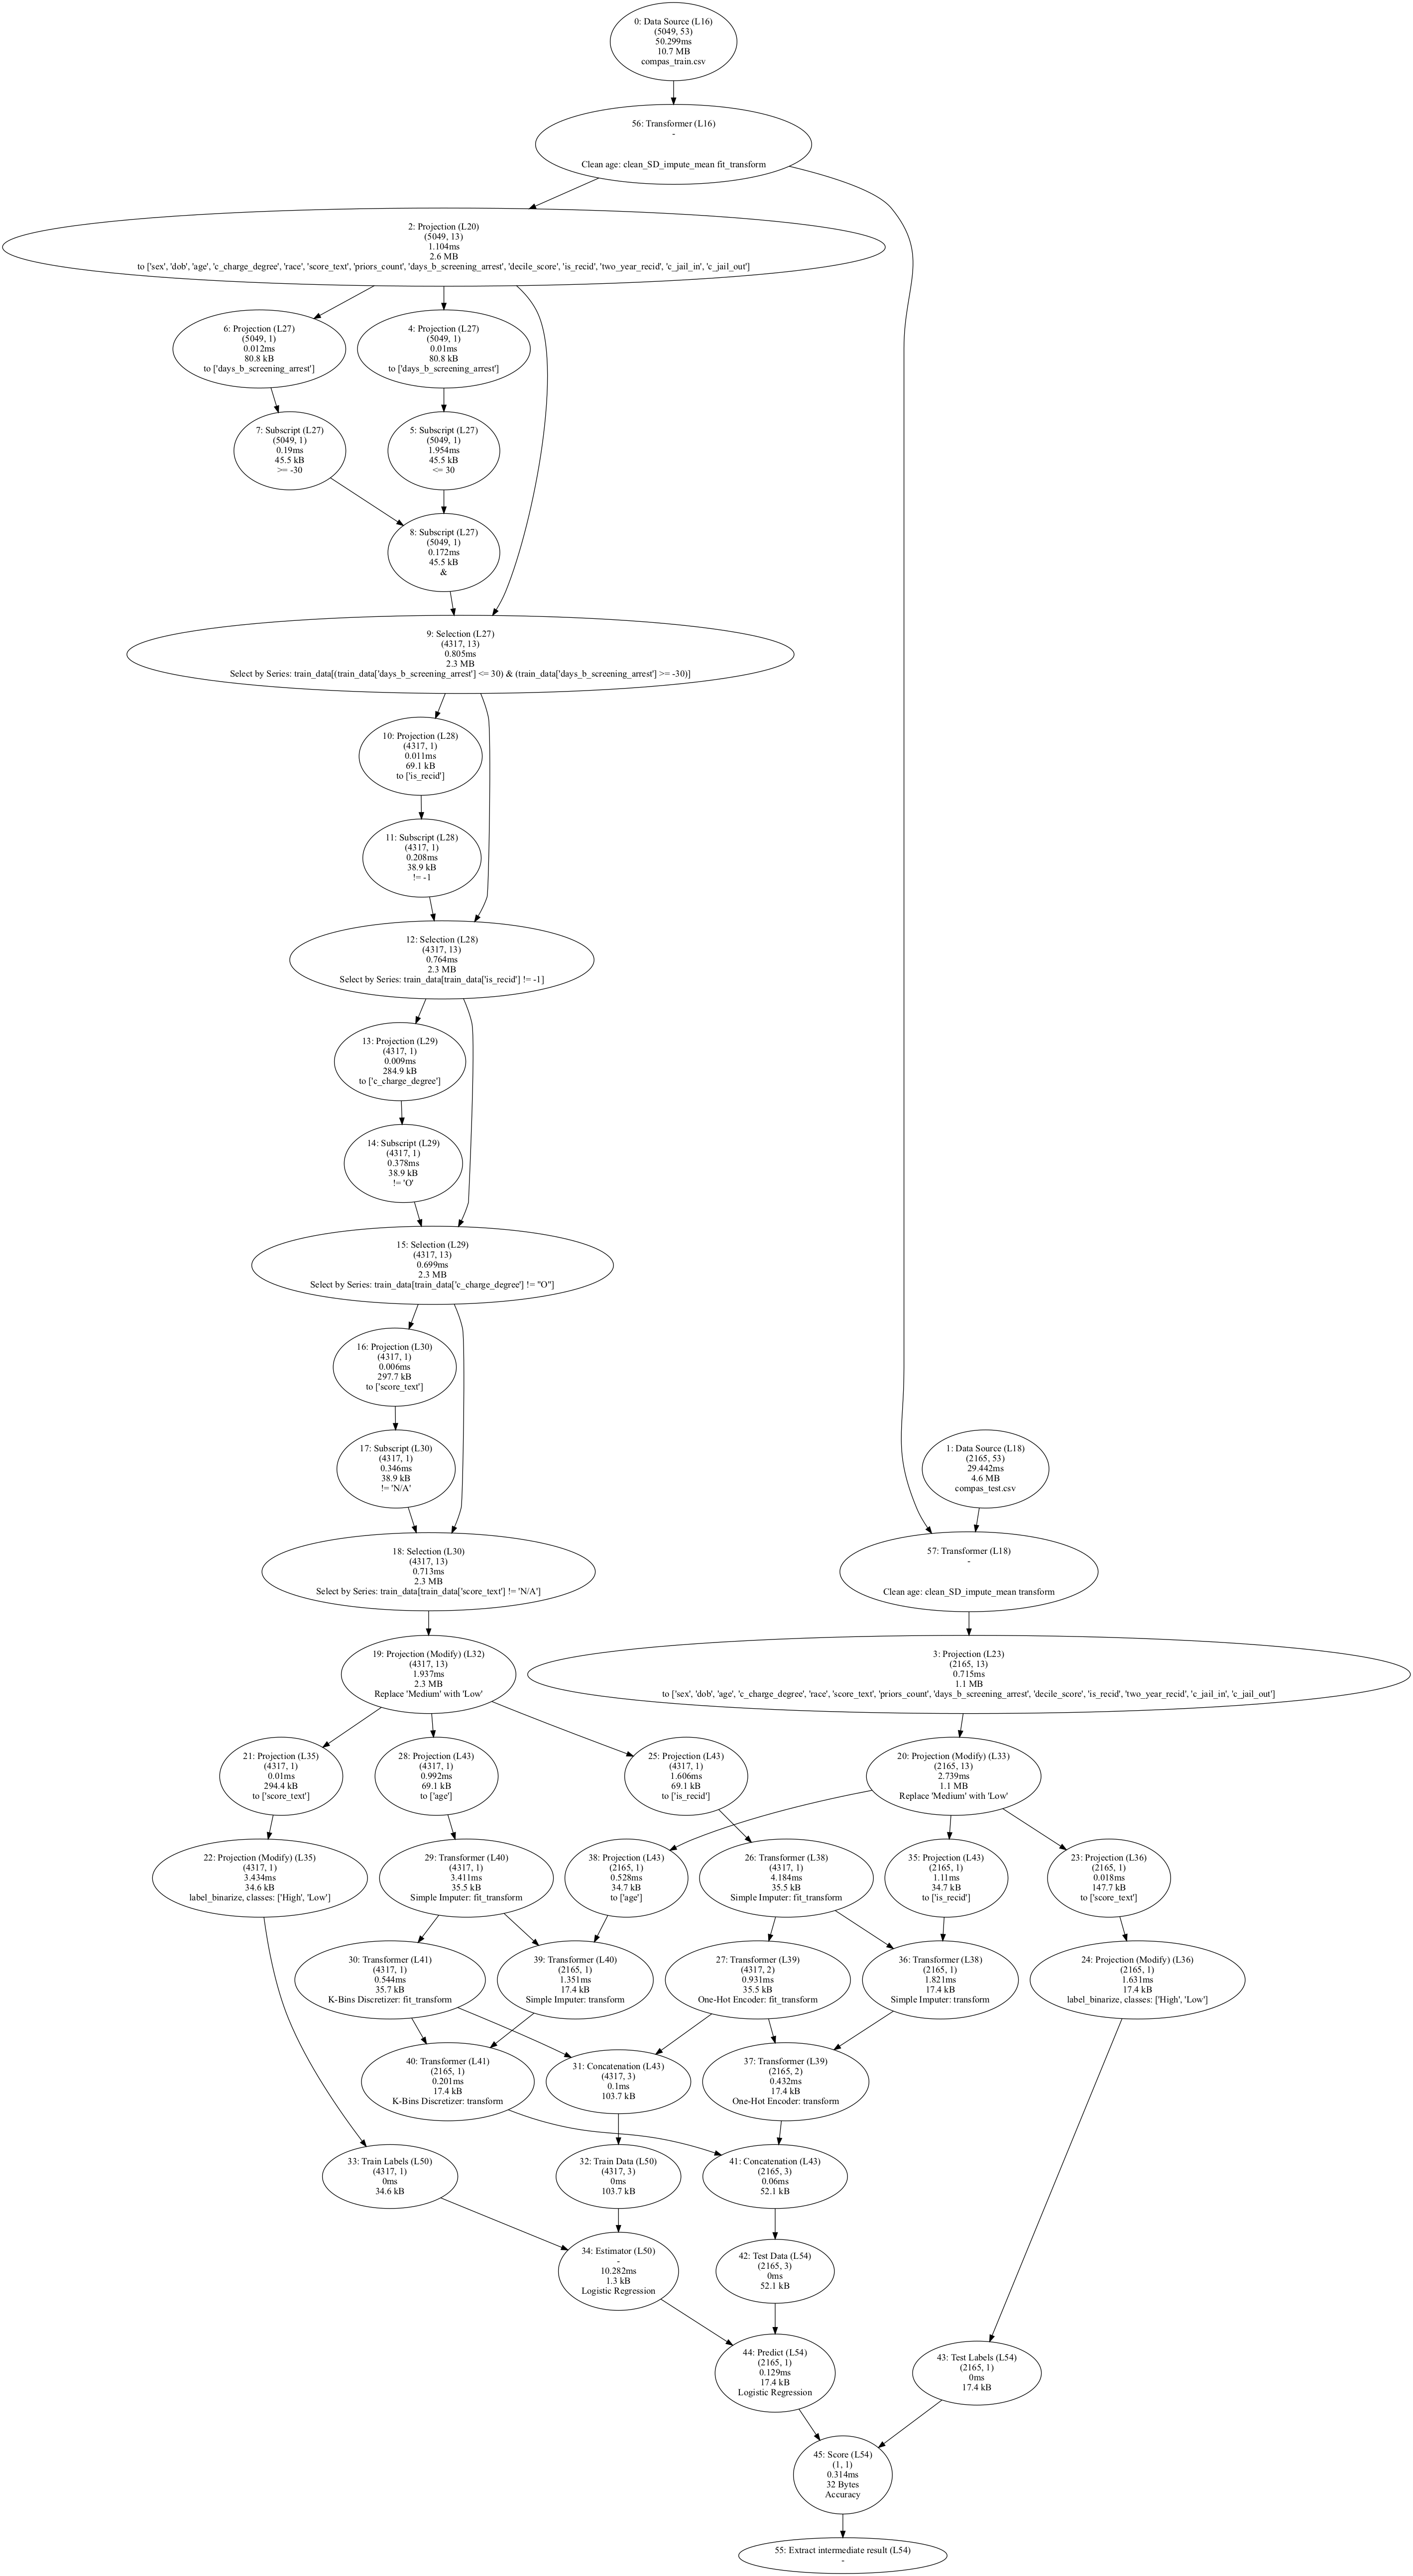 0: Data Source (L16)
(5049, 53)
50.299ms
10.7 MB
compas_train.csv
56: Transformer (L16)
-
Clean age: clean_SD_impute_mean fit_transform
2: Projection (L20)
(5049, 13)
1.104ms
2.6 MB
to ['sex', 'dob', 'age', 'c_charge_degree', 'race', 'score_text', 'priors_count', 'days_b_screening_arrest', 'decile_score', 'is_recid', 'two_year_recid', 'c_jail_in', 'c_jail_out']
6: Projection (L27)
(5049, 1)
0.012ms
80.8 kB
to ['days_b_screening_arrest']
4: Projection (L27)
(5049, 1)
0.01ms
80.8 kB
to ['days_b_screening_arrest']
7: Subscript (L27)
(5049, 1)
0.19ms
45.5 kB
>= -30
5: Subscript (L27)
(5049, 1)
1.954ms
45.5 kB
<= 30
8: Subscript (L27)
(5049, 1)
0.172ms
45.5 kB
&
9: Selection (L27)
(4317, 13)
0.805ms
2.3 MB
Select by Series: train_data[(train_data['days_b_screening_arrest'] <= 30) & (train_data['days_b_screening_arrest'] >= -30)]
10: Projection (L28)
(4317, 1)
0.011ms
69.1 kB
to ['is_recid']
11: Subscript (L28)
(4317, 1)
0.208ms
38.9 kB
!= -1
12: Selection (L28)
(4317, 13)
0.764ms
2.3 MB
Select by Series: train_data[train_data['is_recid'] != -1]
13: Projection (L29)
(4317, 1)
0.009ms
284.9 kB
to ['c_charge_degree']
14: Subscript (L29)
(4317, 1)
0.378ms
38.9 kB
!= 'O'
15: Selection (L29)
(4317, 13)
0.699ms
2.3 MB
Select by Series: train_data[train_data['c_charge_degree'] != "O"]
16: Projection (L30)
(4317, 1)
0.006ms
297.7 kB
to ['score_text']
17: Subscript (L30)
(4317, 1)
0.346ms
38.9 kB
!= 'N/A'
1: Data Source (L18)
(2165, 53)
29.442ms
4.6 MB
compas_test.csv
18: Selection (L30)
(4317, 13)
0.713ms
2.3 MB
Select by Series: train_data[train_data['score_text'] != 'N/A']
57: Transformer (L18)
-
Clean age: clean_SD_impute_mean transform
19: Projection (Modify) (L32)
(4317, 13)
1.937ms
2.3 MB
Replace 'Medium' with 'Low'
3: Projection (L23)
(2165, 13)
0.715ms
1.1 MB
to ['sex', 'dob', 'age', 'c_charge_degree', 'race', 'score_text', 'priors_count', 'days_b_screening_arrest', 'decile_score', 'is_recid', 'two_year_recid', 'c_jail_in', 'c_jail_out']
21: Projection (L35)
(4317, 1)
0.01ms
294.4 kB
to ['score_text']
28: Projection (L43)
(4317, 1)
0.992ms
69.1 kB
to ['age']
25: Projection (L43)
(4317, 1)
1.606ms
69.1 kB
to ['is_recid']
20: Projection (Modify) (L33)
(2165, 13)
2.739ms
1.1 MB
Replace 'Medium' with 'Low'
22: Projection (Modify) (L35)
(4317, 1)
3.434ms
34.6 kB
label_binarize, classes: ['High', 'Low']
29: Transformer (L40)
(4317, 1)
3.411ms
35.5 kB
Simple Imputer: fit_transform
38: Projection (L43)
(2165, 1)
0.528ms
34.7 kB
to ['age']
26: Transformer (L38)
(4317, 1)
4.184ms
35.5 kB
Simple Imputer: fit_transform
35: Projection (L43)
(2165, 1)
1.11ms
34.7 kB
to ['is_recid']
23: Projection (L36)
(2165, 1)
0.018ms
147.7 kB
to ['score_text']
30: Transformer (L41)
(4317, 1)
0.544ms
35.7 kB
K-Bins Discretizer: fit_transform
39: Transformer (L40)
(2165, 1)
1.351ms
17.4 kB
Simple Imputer: transform
27: Transformer (L39)
(4317, 2)
0.931ms
35.5 kB
One-Hot Encoder: fit_transform
36: Transformer (L38)
(2165, 1)
1.821ms
17.4 kB
Simple Imputer: transform
24: Projection (Modify) (L36)
(2165, 1)
1.631ms
17.4 kB
label_binarize, classes: ['High', 'Low']
40: Transformer (L41)
(2165, 1)
0.201ms
17.4 kB
K-Bins Discretizer: transform
31: Concatenation (L43)
(4317, 3)
0.1ms
103.7 kB
37: Transformer (L39)
(2165, 2)
0.432ms
17.4 kB
One-Hot Encoder: transform
33: Train Labels (L50)
(4317, 1)
0ms
34.6 kB
32: Train Data (L50)
(4317, 3)
0ms
103.7 kB
41: Concatenation (L43)
(2165, 3)
0.06ms
52.1 kB
34: Estimator (L50)
-
10.282ms
1.3 kB
Logistic Regression
42: Test Data (L54)
(2165, 3)
0ms
52.1 kB
44: Predict (L54)
(2165, 1)
0.129ms
17.4 kB
Logistic Regression
43: Test Labels (L54)
(2165, 1)
0ms
17.4 kB
45: Score (L54)
(1, 1)
0.314ms
32 Bytes
Accuracy
55: Extract intermediate result (L54)
-